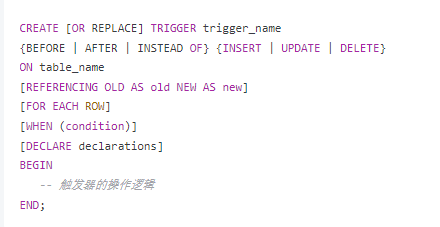 CREATE [OR REPLACE] TRIGGER trigger_name
{BEFORE | AFTER | INSTEAD OF} {INSERT | UPDATE | DELETE}
ON table_name
[REFERENCING OLD AS old NEW AS new]
[FOR EACH ROW]
[WHEN (condition)]
[DECLARE declarations]
BEGIN
   -- 触发器的操作逻辑
END;